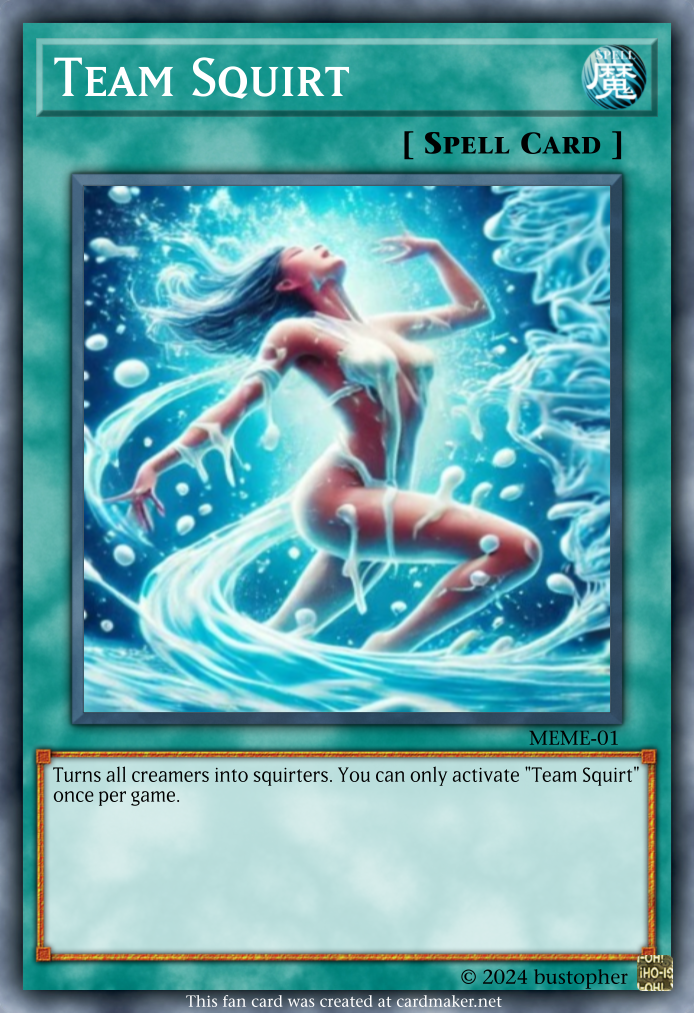 TEAM SQUIRT
SPELL
魔
[ SPELL CARD ]
MEME-01
Turns all creamers into squirters. You can only activate "Team Squirt"
once per game.
© 2024 bustopher
This fan card was created at cardmaker.net